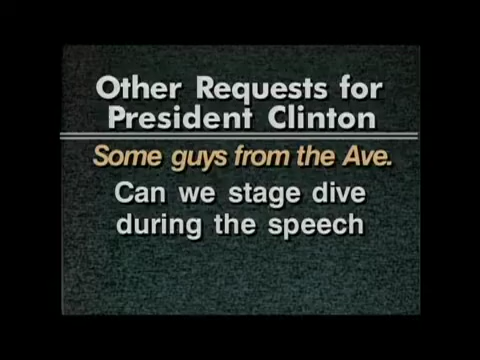 Other Requests for
President Clinton
Some guys from the Ave.
Can we stage dive
during the speech